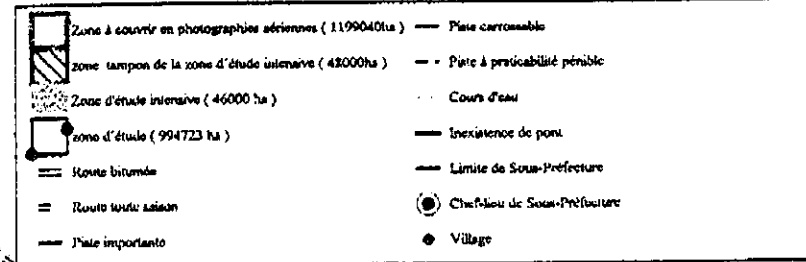 Zone à couvrir en photographies aériennes ( 1199040ha )
zone tampon de la zone d'étude intensive ( 48000ha )
Zone d'étude intensive ( 46000 ha )
zone d'étude ( 994723 ha )
Route bitumée
Route toute saison
Piste importante
Piste carrossable
Piste à praticabilité pénible
Cours d'eau
Inexistence de pont
Limite de Sous-Préfecture
Chef-lieu de Sous-Préfecture
Village